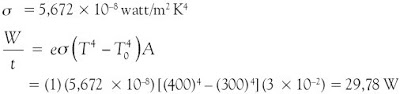 σ = 5,672 × 10⁻⁸ watt/m² K⁴
W/t = eσ(T⁴ – T₀⁴)A
= (1) (5,672 × 10⁻⁸) [(400)⁴ – (300)⁴] (3 × 10⁻²) = 29,78 W